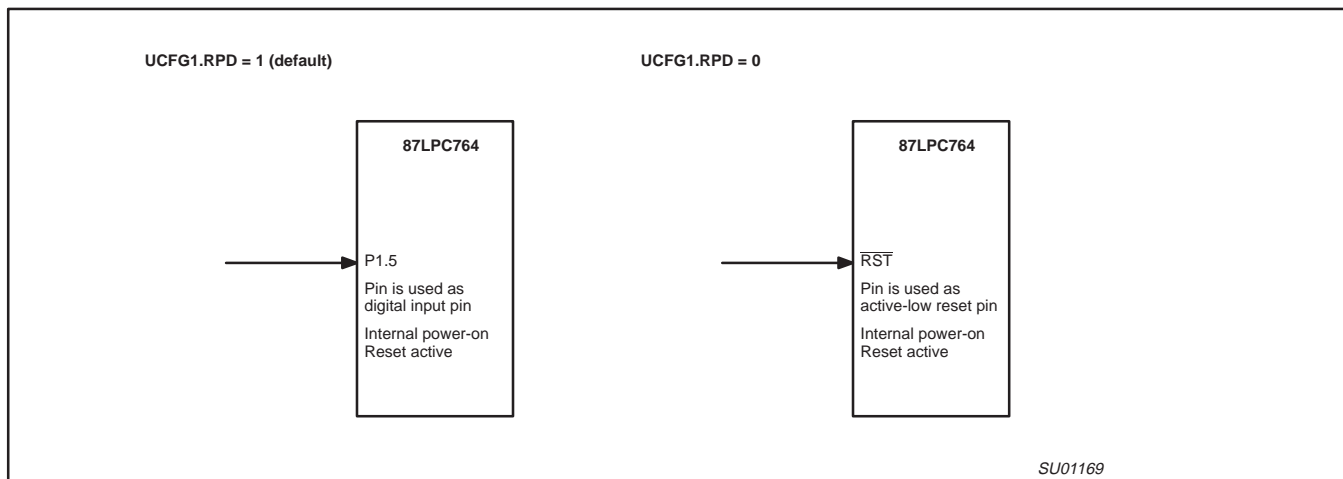 UCFG1.RPD = 1 (default)
UCFG1.RPD = 0
87LPC764
P1.5
Pin is used as
digital input pin
Internal power-on
Reset active
87LPC764
RST
Pin is used as
active-low reset pin
Internal power-on
Reset active
SU01169